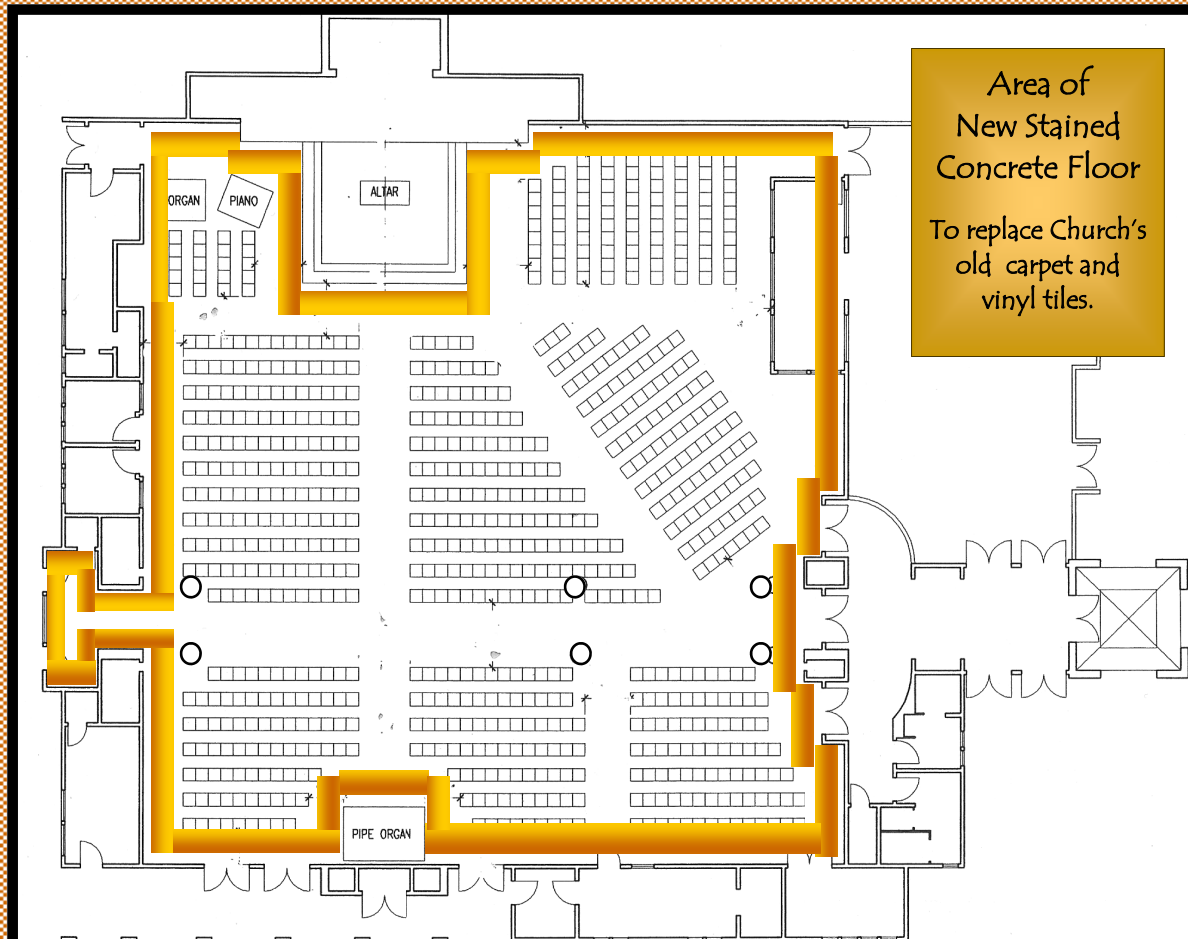 Area of
New Stained
Concrete Floor
To replace Church's
old carpet and
vinyl tiles.
ALTAR
ORGAN
PIANO
PIPE ORGAN